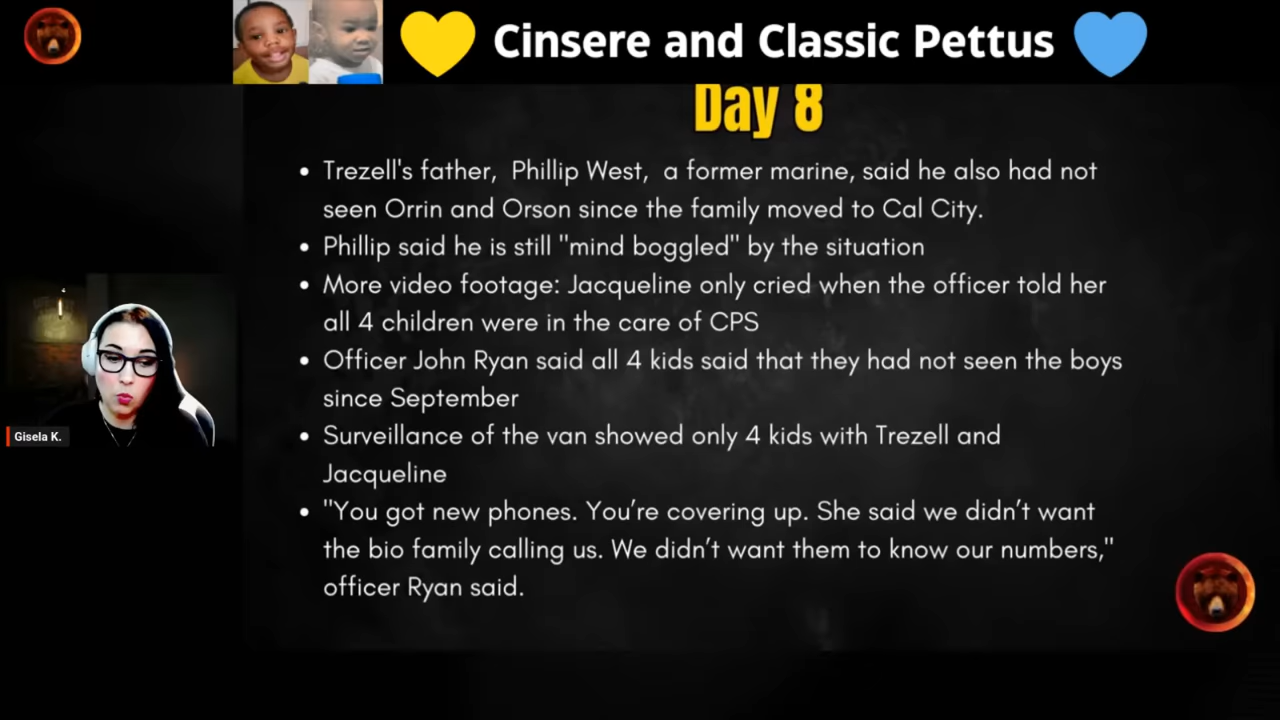 Cinsere and Classic Pettus
Day 8
• Trezell's father, Phillip West, a former marine, said he also had not
seen Orrin and Orson since the family moved to Cal City.
• Phillip said he is still "mind boggled" by the situation
• More video footage: Jacqueline only cried when the officer told her
all 4 children were in the care of CPS
• Officer John Ryan said all 4 kids said that they had not seen the boys
since September
• Surveillance of the van showed only 4 kids with Trezell and
Jacqueline
• "You got new phones. You’re covering up. She said we didn’t want
the bio family calling us. We didn’t want them to know our numbers,"
officer Ryan said.
Gisela K.